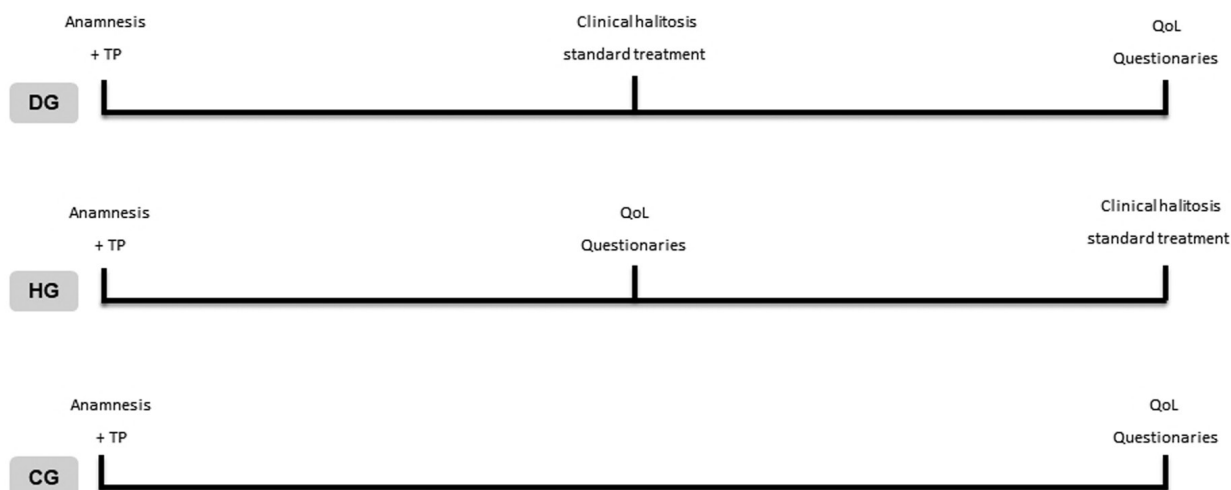 Anamnesis
+ TP
Clinical halitosis
standard treatment
QoL
Questionaries
DG
Anamnesis
+ TP
QoL
Questionaries
Clinical halitosis
standard treatment
HG
Anamnesis
+ TP
QoL
Questionaries
CG